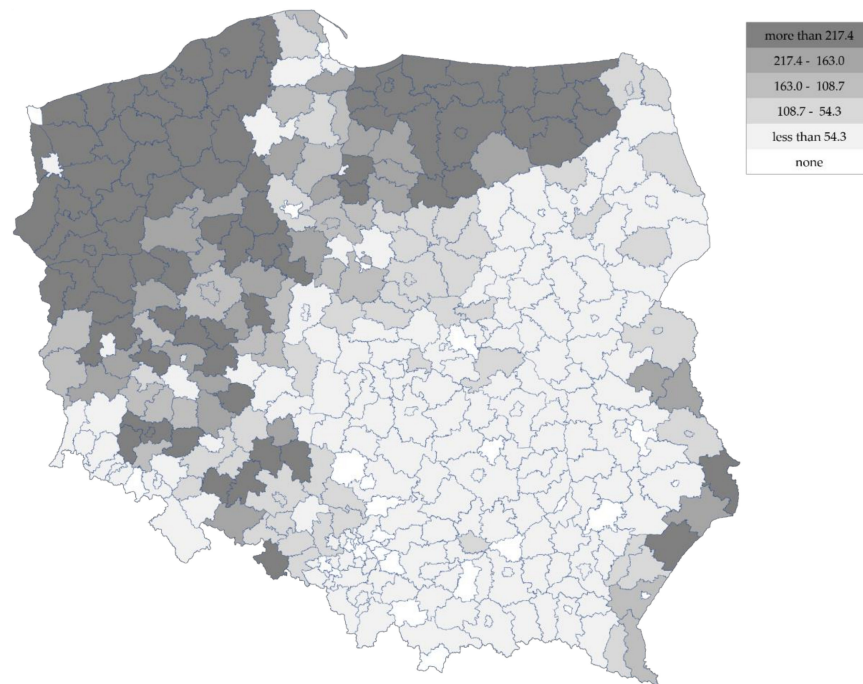 more than 217.4
217.4 - 163.0
163.0 - 108.7
108.7 - 54.3
less than 54.3
none